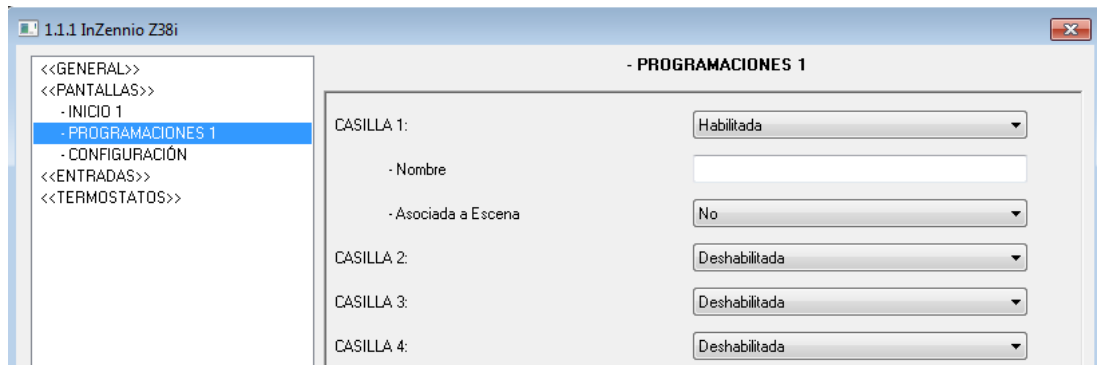 1.1.1 InZennio Z38i
<<GENERAL>>
<<PANTALLAS>>
- INICIO 1
- PROGRAMACIONES 1
- CONFIGURACIÓN
<<ENTRADAS>>
<<TERMOSTATOS>>
- PROGRAMACIONES 1
CASILLA 1: Habilitada
- Nombre
- Asociada a Escena No
CASILLA 2: Deshabilitada
CASILLA 3: Deshabilitada
CASILLA 4: Deshabilitada